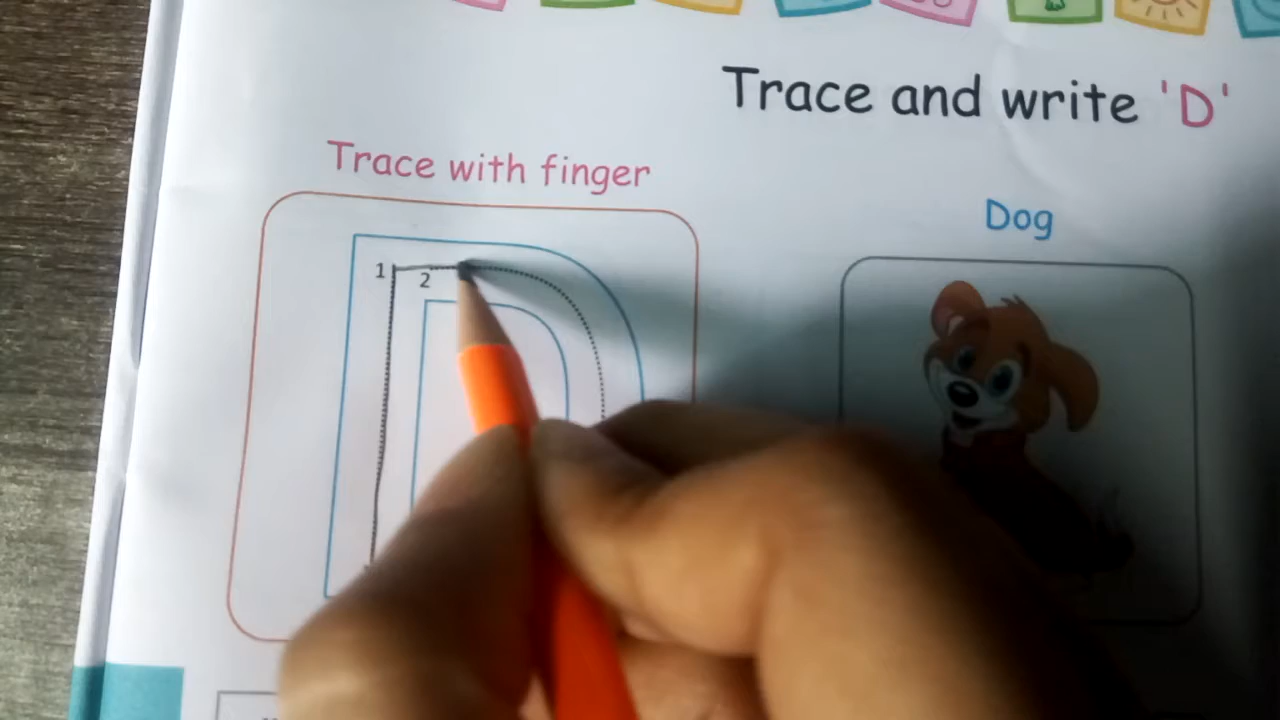 Trace and write 'D'
Trace with finger
Dog
1
2